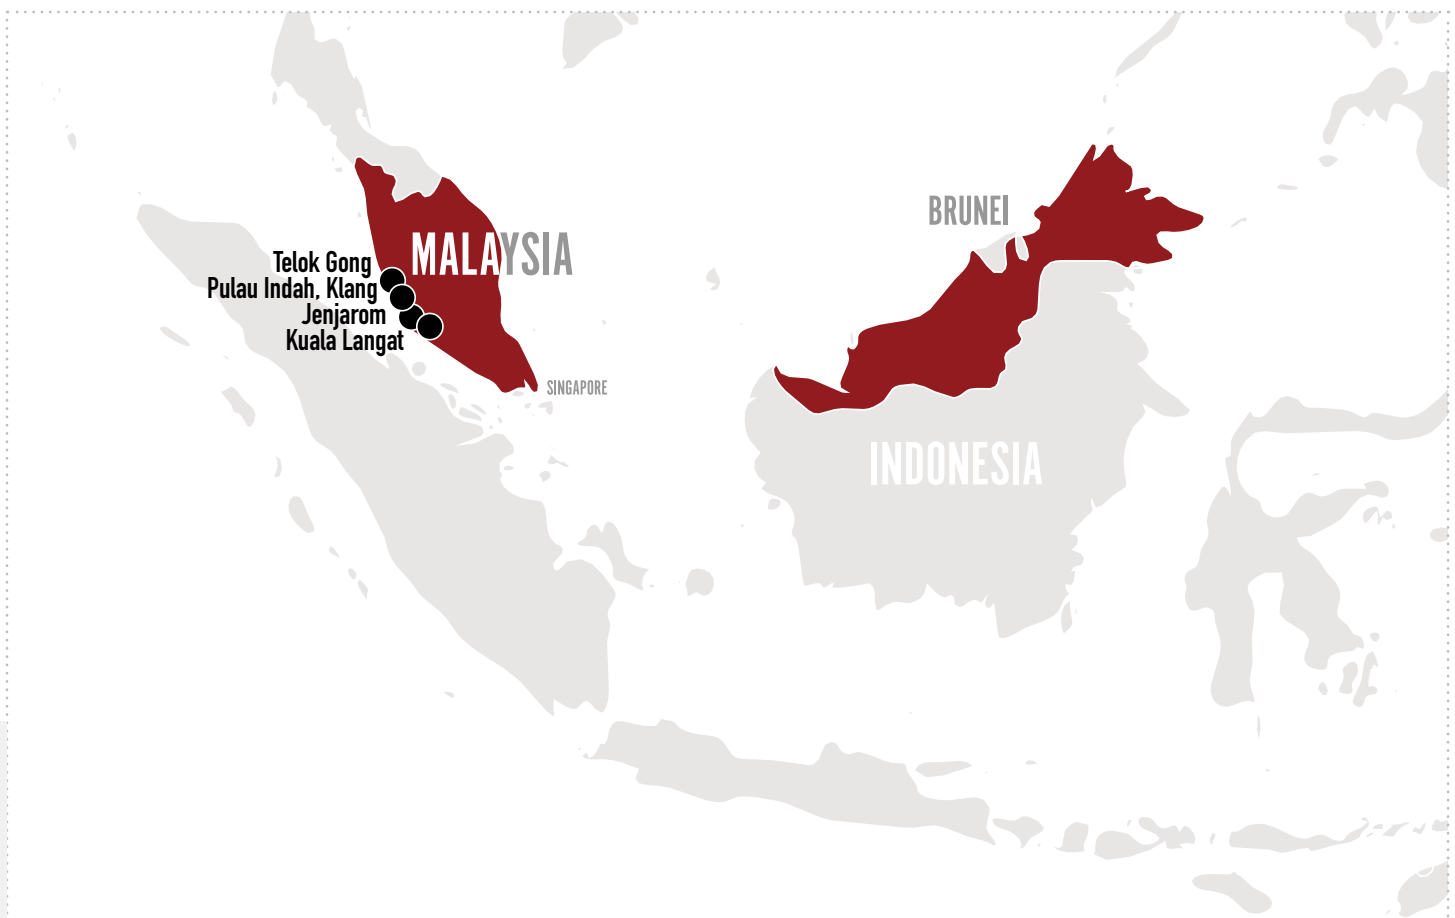 BRUNEI
MALAYSIA
Telok Gong
Pulau Indah, Klang
Jenjarom
Kuala Langat
SINGAPORE
INDONESIA